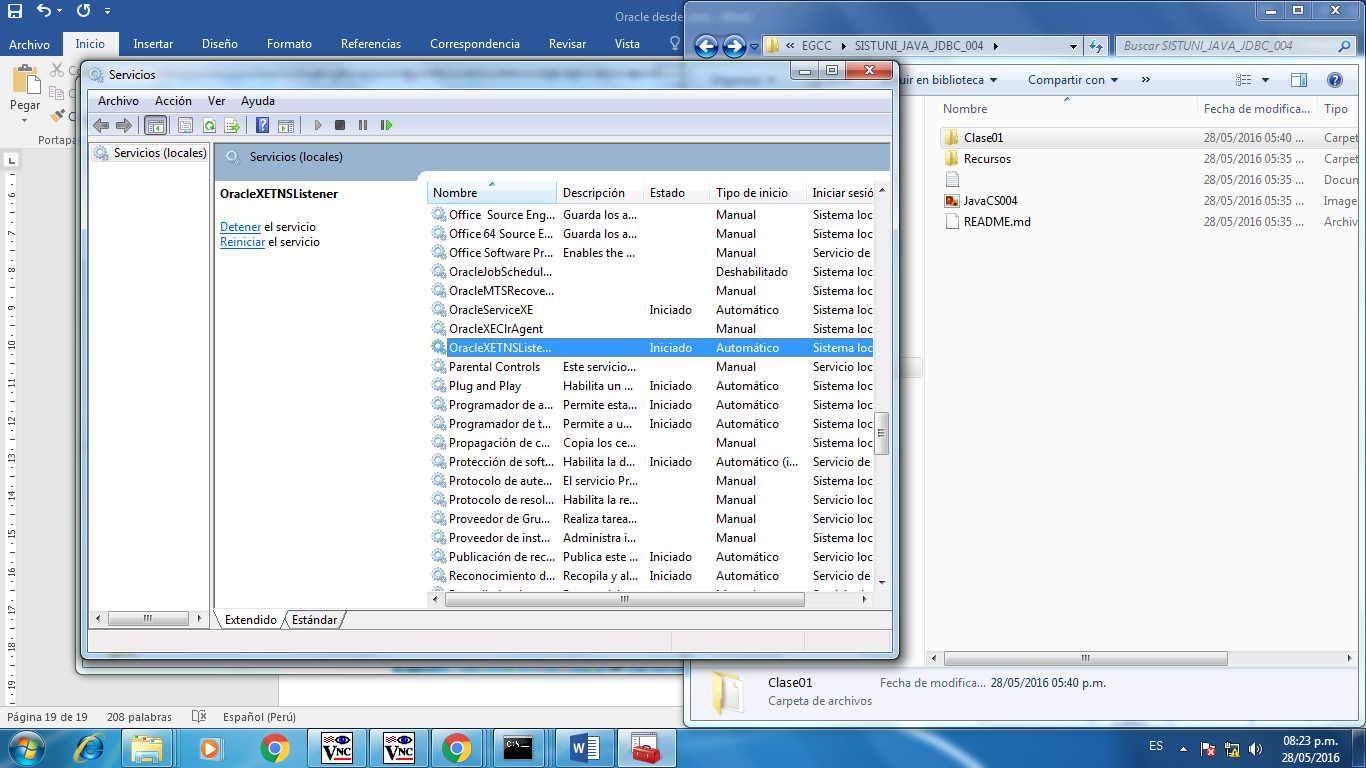 Oracle desde
Archivo Inicio Insertar Diseño Formato Referencias Correspondencia Revisar Vista
Pegar
Portapa
Servicios
Archivo Acción Ver Ayuda
Servicios (locales)
Servicios (locales)
OracleXETNSListener
Detener el servicio
Reiniciar el servicio
Nombre Descripción Estado Tipo de inicio Iniciar sesió
Office Source Eng... Guarda los a... Manual Sistema loc
Office 64 Source E... Guarda los a... Manual Sistema loc
Office Software Pr... Enables the ... Manual Servicio de
OracleJobSchedul... Deshabilitado Sistema loc
OracleMTSRecove... Manual Sistema loc
OracleServiceXE Iniciado Automático Sistema loc
OracleXEClrAgent Manual Sistema loc
OracleXETNSListe... Iniciado Automático Sistema loc
Parental Controls Este servicio... Manual Servicio loc
Plug and Play Habilita un ... Iniciado Automático Sistema loc
Programador de a... Permite esta... Iniciado Automático Sistema loc
Programador de t... Permite a u... Iniciado Automático Sistema loc
Propagación de c... Copia los ce... Manual Sistema loc
Protección de soft... Habilita la d... Iniciado Automático (i... Servicio de
Protocolo de aute... El servicio Pr... Manual Sistema loc
Protocolo de resol... Habilita la re... Manual Servicio loc
Proveedor de Gru... Realiza tarea... Manual Servicio loc
Proveedor de inst... Administra i... Manual Sistema loc
Publicación de rec... Publica este ... Iniciado Automático Servicio loc
Reconocimiento d... Recopila y al... Iniciado Automático Servicio de
Extendido Estándar
« EGCC SISTUNI_JAVA_JDBC_004
Buscar SISTUNI_JAVA_JDBC_004
uir en biblioteca Compartir con »
Nombre Fecha de modifica... Tipo
Clase01 28/05/2016 05:40 ... Carpet
Recursos 28/05/2016 05:35 ... Carpet
28/05/2016 05:35 ... Docun
JavaCS004 28/05/2016 05:35 ... Image
README.md 28/05/2016 05:35 ... Archiv
Clase01 Fecha de modifica... 28/05/2016 05:40 p.m.
Carpeta de archivos
Página 19 de 19 208 palabras Español (Perú)
VNC VNC C:\_ W
ES 08:23 p.m.
28/05/2016